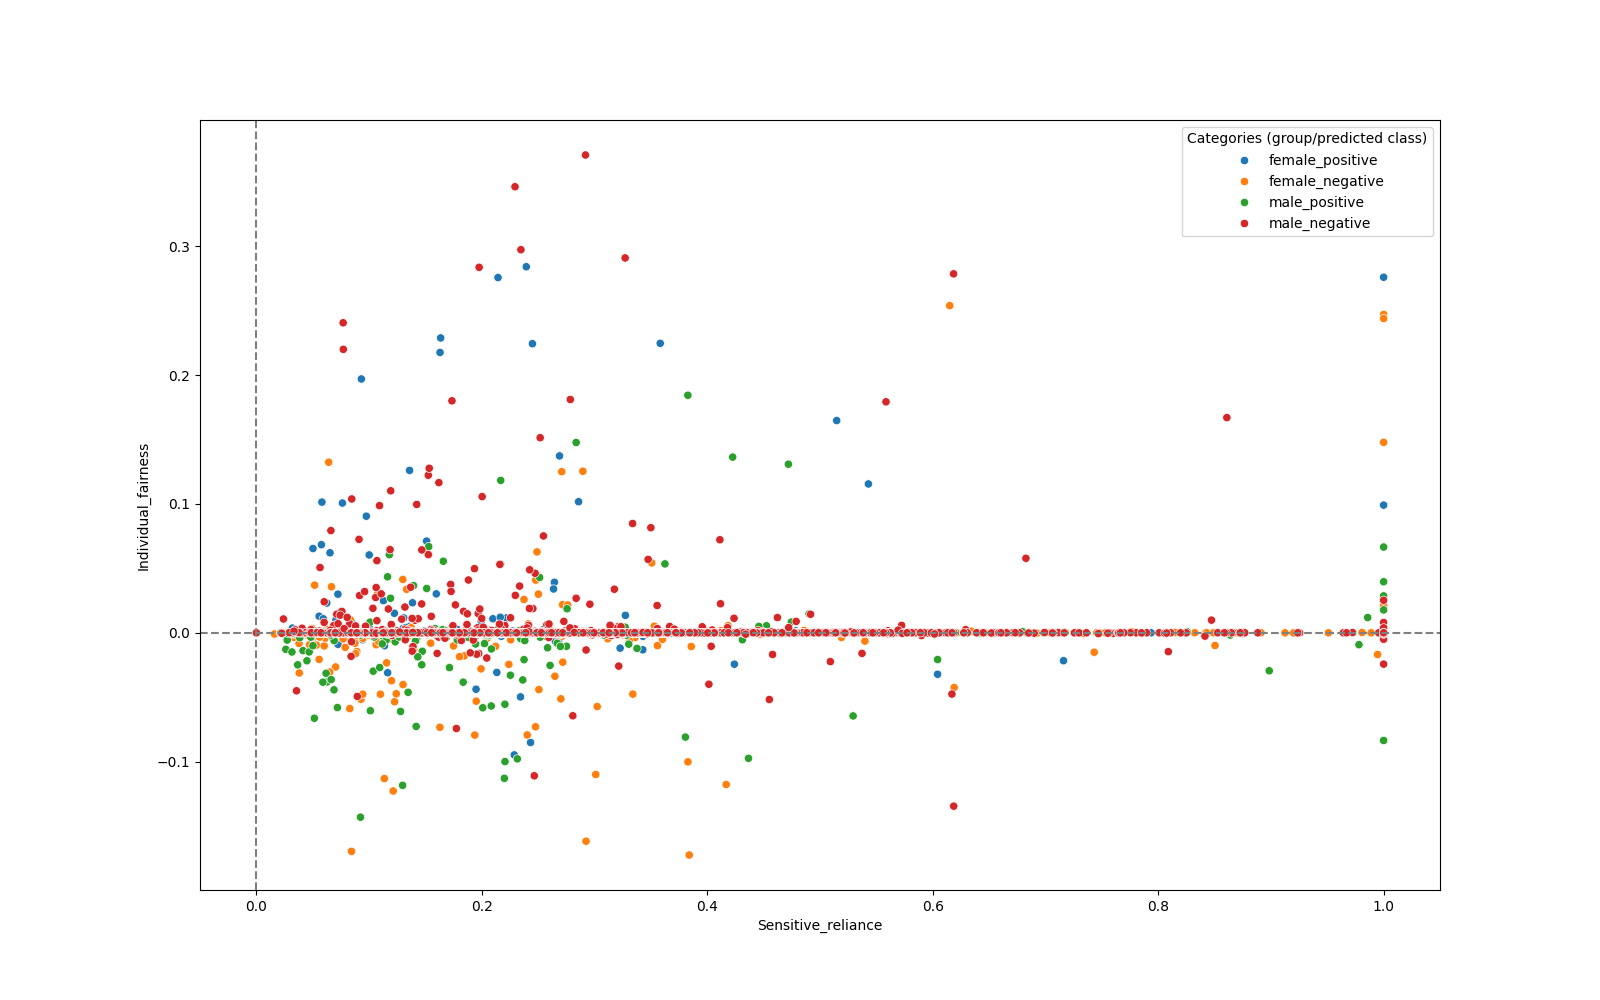 Categories (group/predicted class)
female_positive
female_negative
male_positive
male_negative
0.3
0.2
0.1
0.0
−0.1
Individual_fairness
0.0
0.2
0.4
0.6
0.8
1.0
Sensitive_reliance